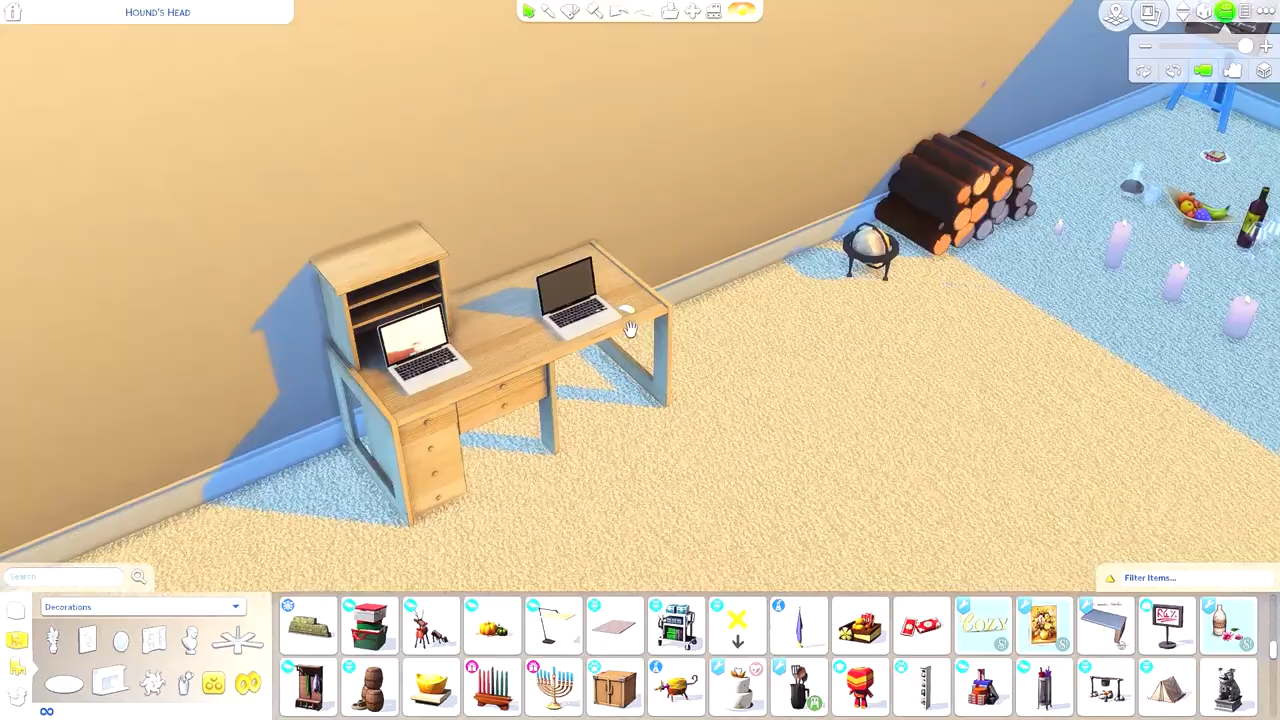 Hound's Head
Search
Filter Items...
Decorations
COZY